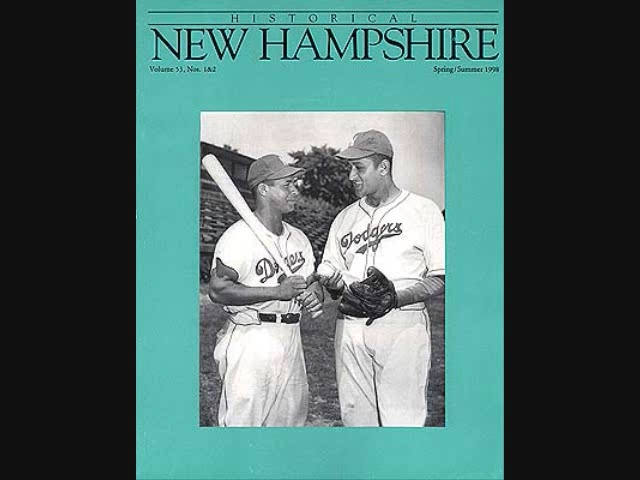 HISTORICAL
NEW HAMPSHIRE
Volume 53, Nos. 1&2 Spring/Summer 1998
Dodgers
Dodgers